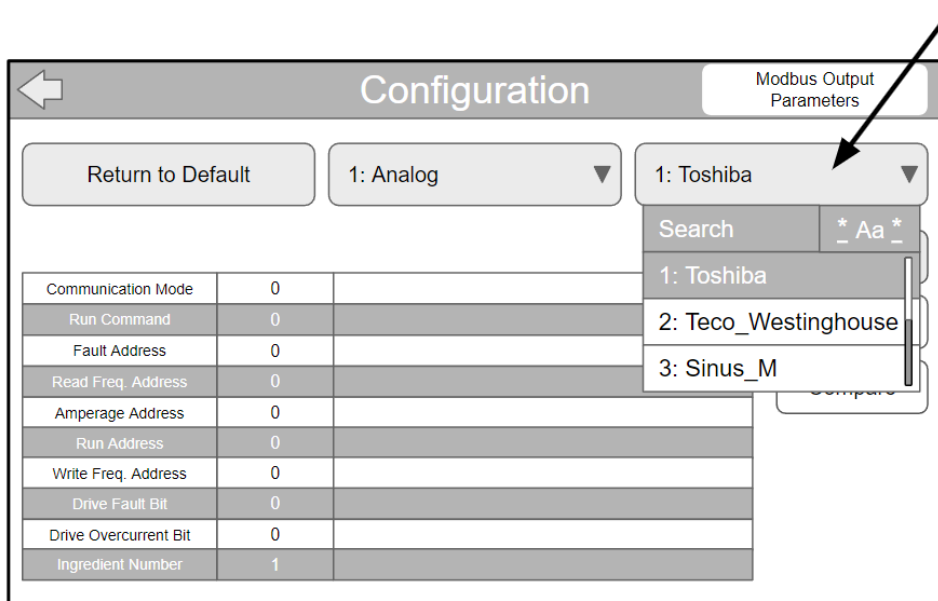 Configuration
Modbus Output
Parameters
Return to Default
1: Analog
1: Toshiba
Search
* Aa *
1: Toshiba
2: Teco_Westinghouse
3: Sinus_M
Communication Mode 0
Run Command 0
Fault Address 0
Read Freq. Address 0
Amperage Address 0
Run Address 0
Write Freq. Address 0
Drive Fault Bit 0
Drive Overcurrent Bit 0
Ingredient Number 1
Compare